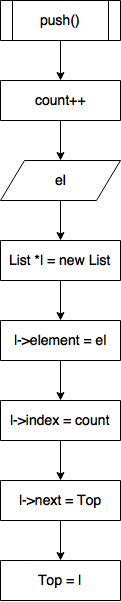 push()
count++
el
List *l = new List
l->element = el
l->index = count
l->next = Top
Top = l